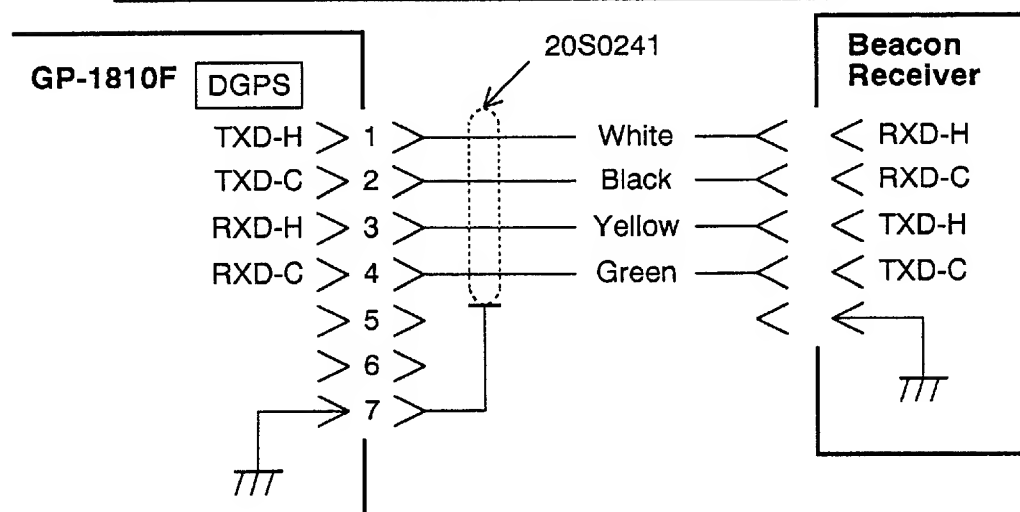 20S0241
GP-1810F DGPS
Beacon
Receiver
TXD-H 1 White RXD-H
TXD-C 2 Black RXD-C
RXD-H 3 Yellow TXD-H
RXD-C 4 Green TXD-C
5
6
7